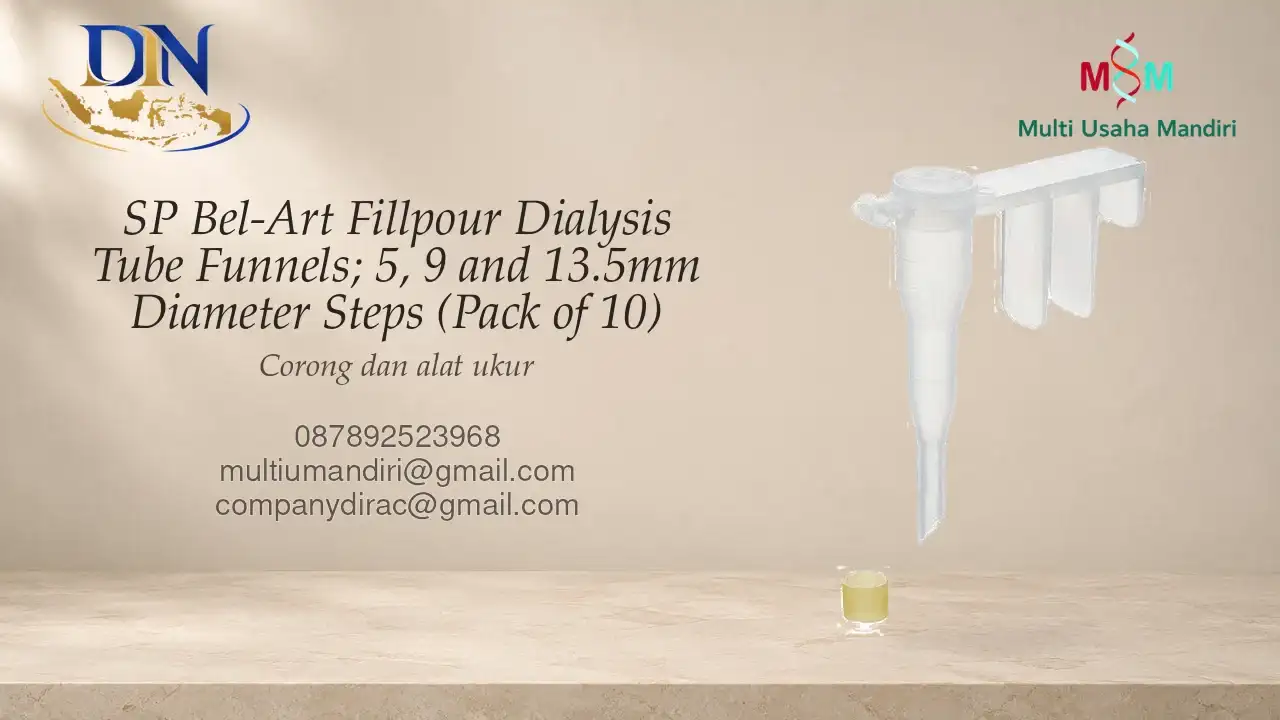 DIN
M M
Multi Usaha Mandiri
SP Bel-Art Fillpour Dialysis
Tube Funnels; 5, 9 and 13.5mm
Diameter Steps (Pack of 10)
Corong dan alat ukur
087892523968
multiumandiri@gmail.com
companydirac@gmail.com